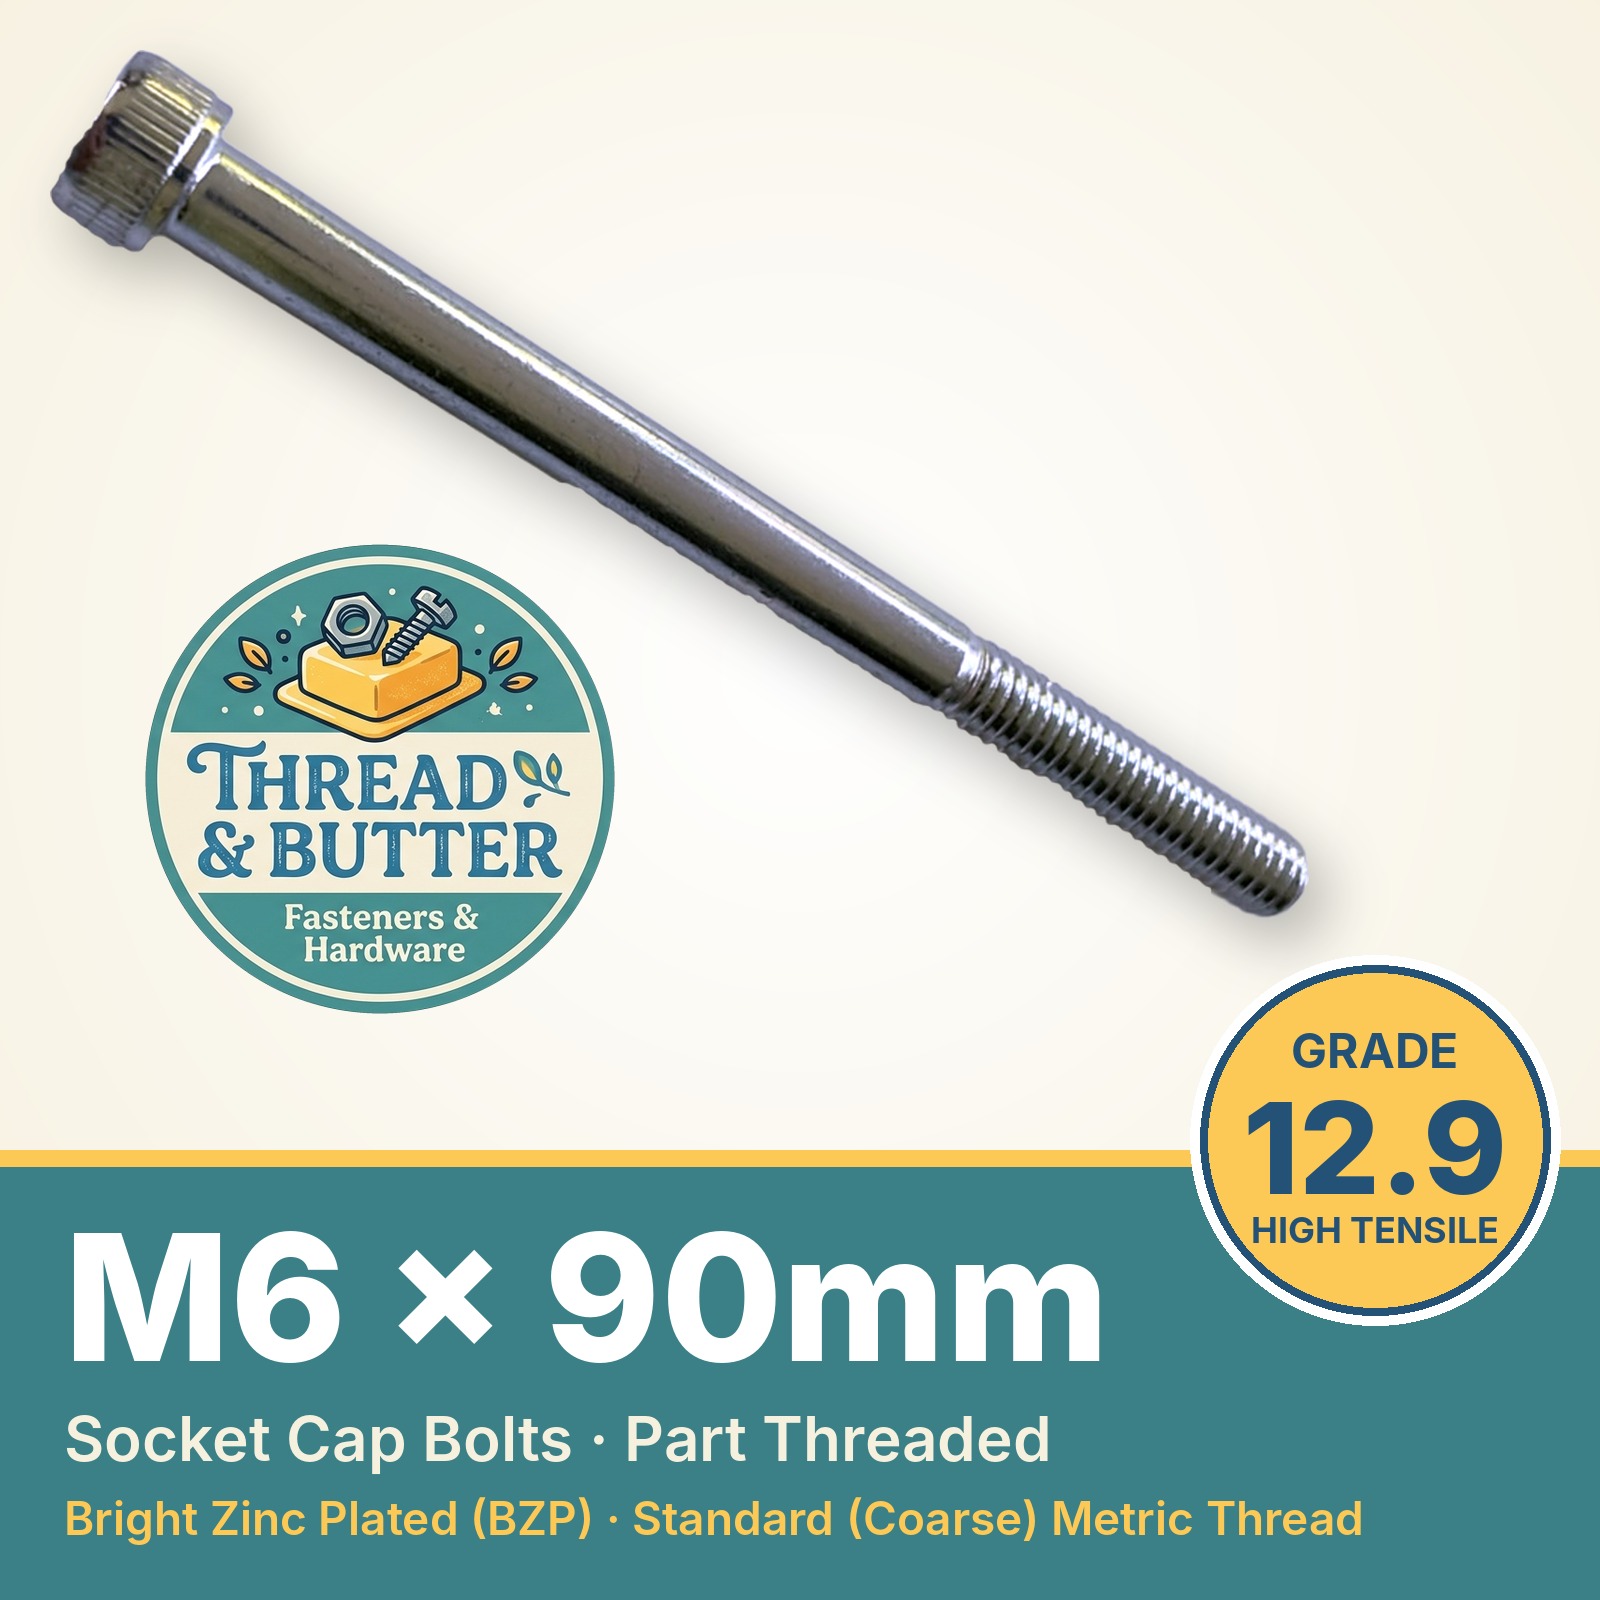 THREAD
& BUTTER
Fasteners &
Hardware
GRADE
12.9
HIGH TENSILE
M6 × 90mm
Socket Cap Bolts · Part Threaded
Bright Zinc Plated (BZP) · Standard (Coarse) Metric Thread